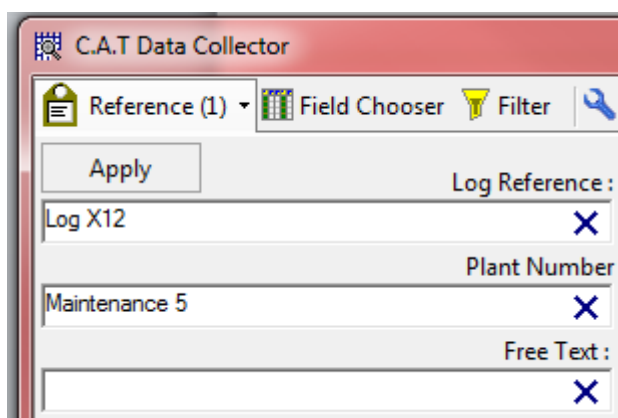 C.A.T Data Collector
Reference (1) Field Chooser Filter
Apply
Log Reference :
Log X12
Plant Number
Maintenance 5
Free Text :